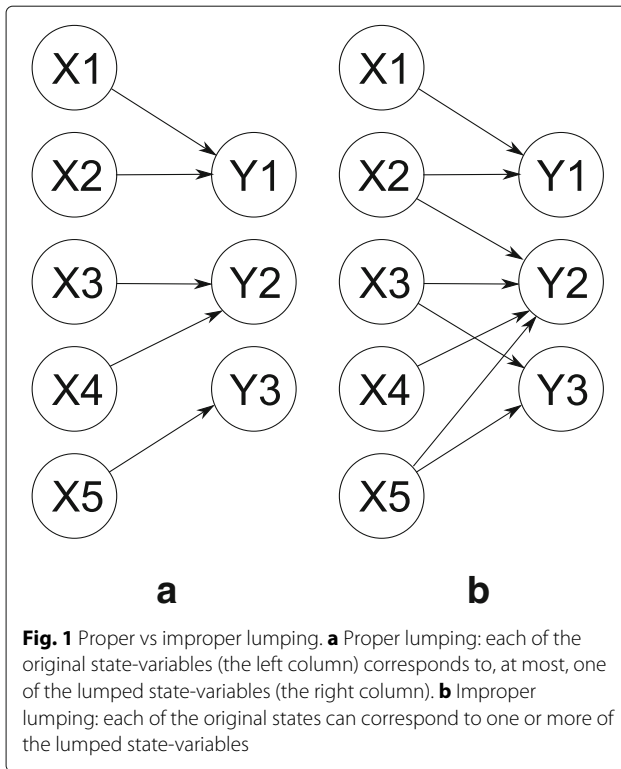 X1
X2
X3
X4
X5
Y1
Y2
Y3
a
X1
X2
X3
X4
X5
Y1
Y2
Y3
b
Fig. 1 Proper vs improper lumping. a Proper lumping: each of the
original state-variables (the left column) corresponds to, at most, one
of the lumped state-variables (the right column). b Improper
lumping: each of the original states can correspond to one or more of
the lumped state-variables